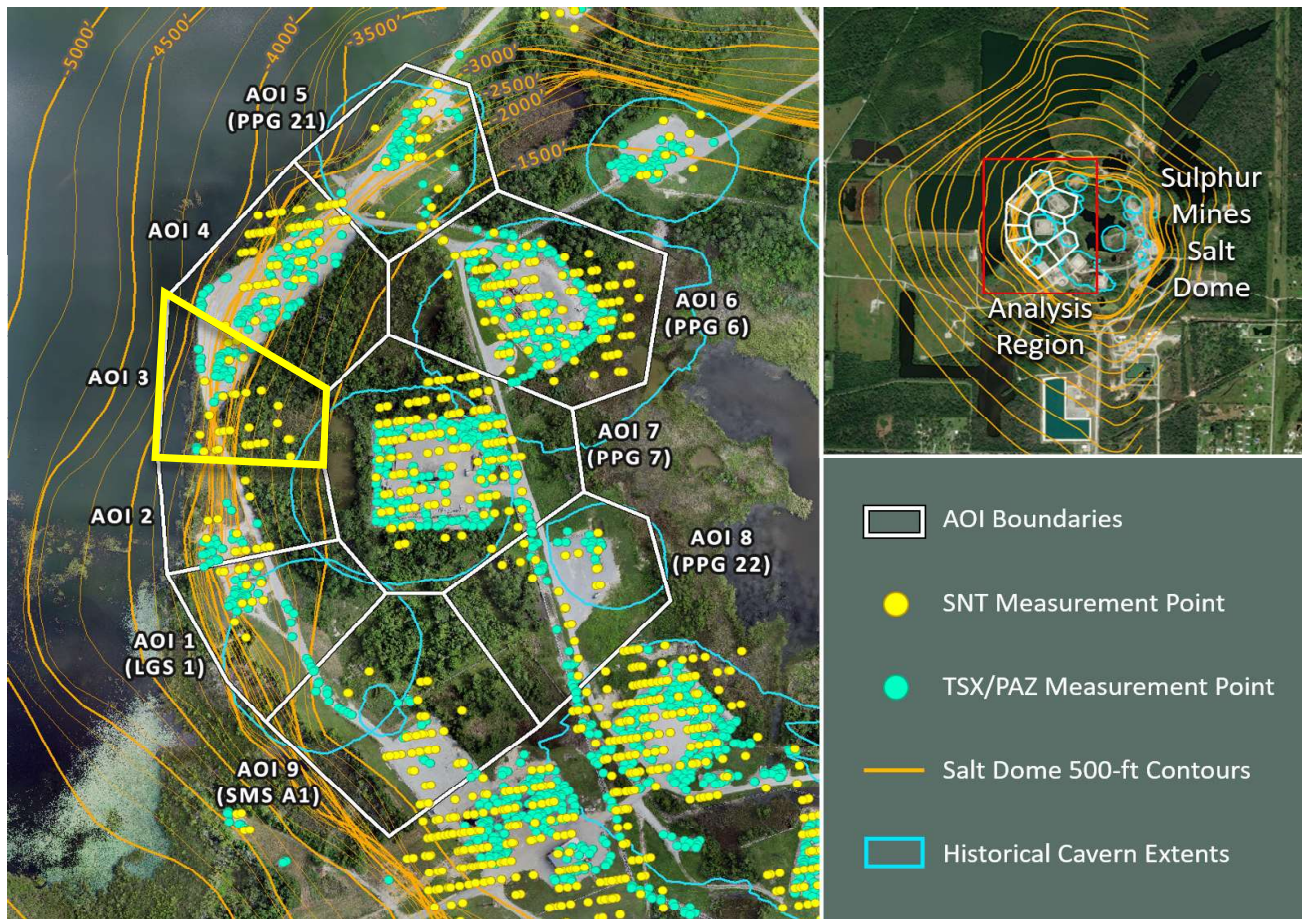 -5000'
-4500'
-4000'
-3500'
-3000'
-2500'
-2000'
-1500'
AOI 5
(PPG 21)
AOI 4
AOI 3
AOI 2
AOI 1
(LGS 1)
AOI 9
(SMS A1)
AOI 6
(PPG 6)
AOI 7
(PPG 7)
AOI 8
(PPG 22)
Sulphur
Mines
Salt
Dome
Analysis
Region
AOI Boundaries
SNT Measurement Point
TSX/PAZ Measurement Point
Salt Dome 500-ft Contours
Historical Cavern Extents